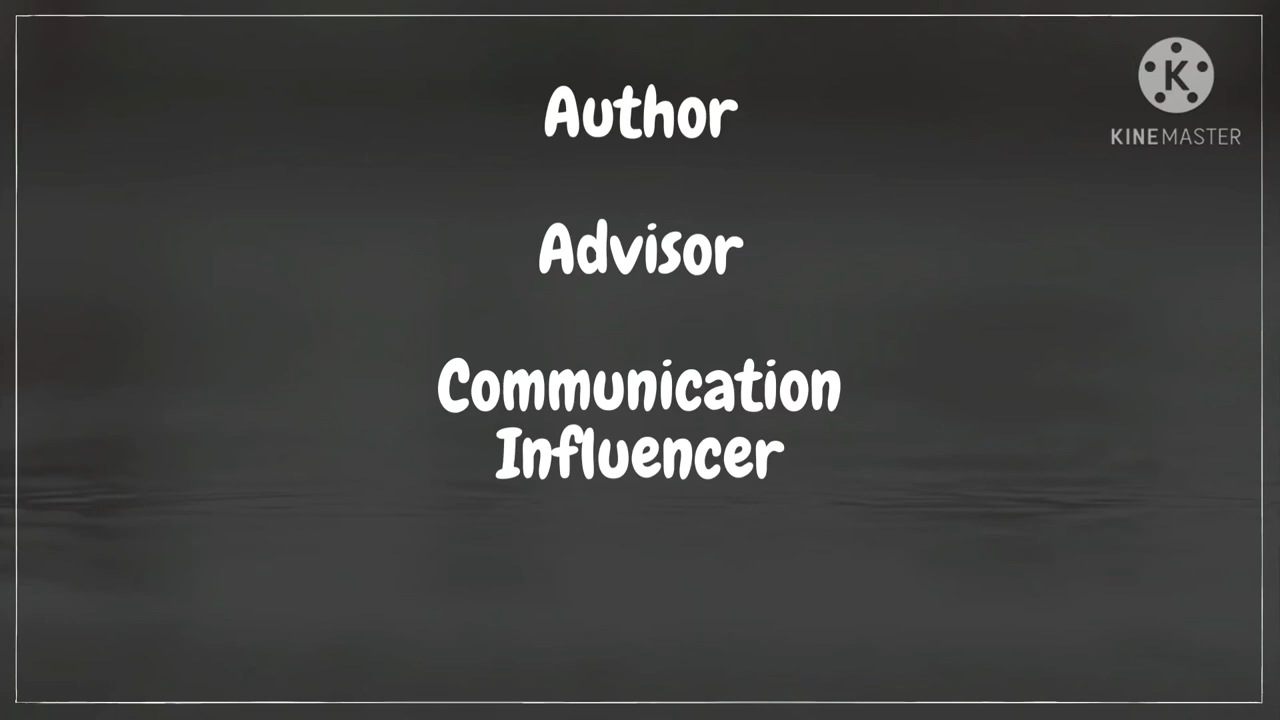 Author
Advisor
Communication
Influencer
K
KINEMASTER